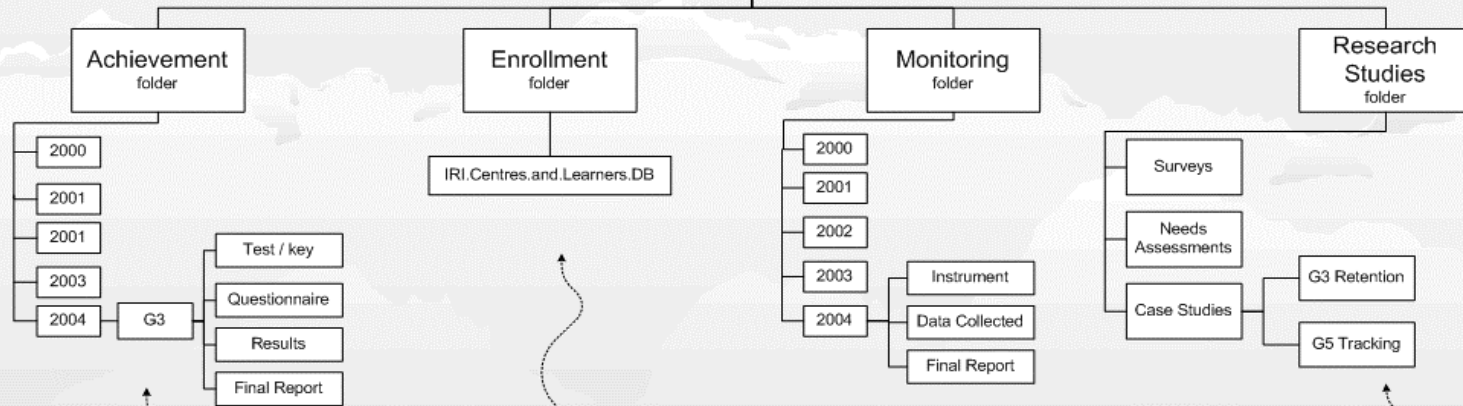 Achievement
folder
2000
2001
2001
2003
2004
G3
Test / key
Questionnaire
Results
Final Report
Enrollment
folder
IRI.Centres.and.Learners.DB
Monitoring
folder
2000
2001
2002
2003
2004
Instrument
Data Collected
Final Report
Research
Studies
folder
Surveys
Needs
Assessments
Case Studies
G3 Retention
G5 Tracking